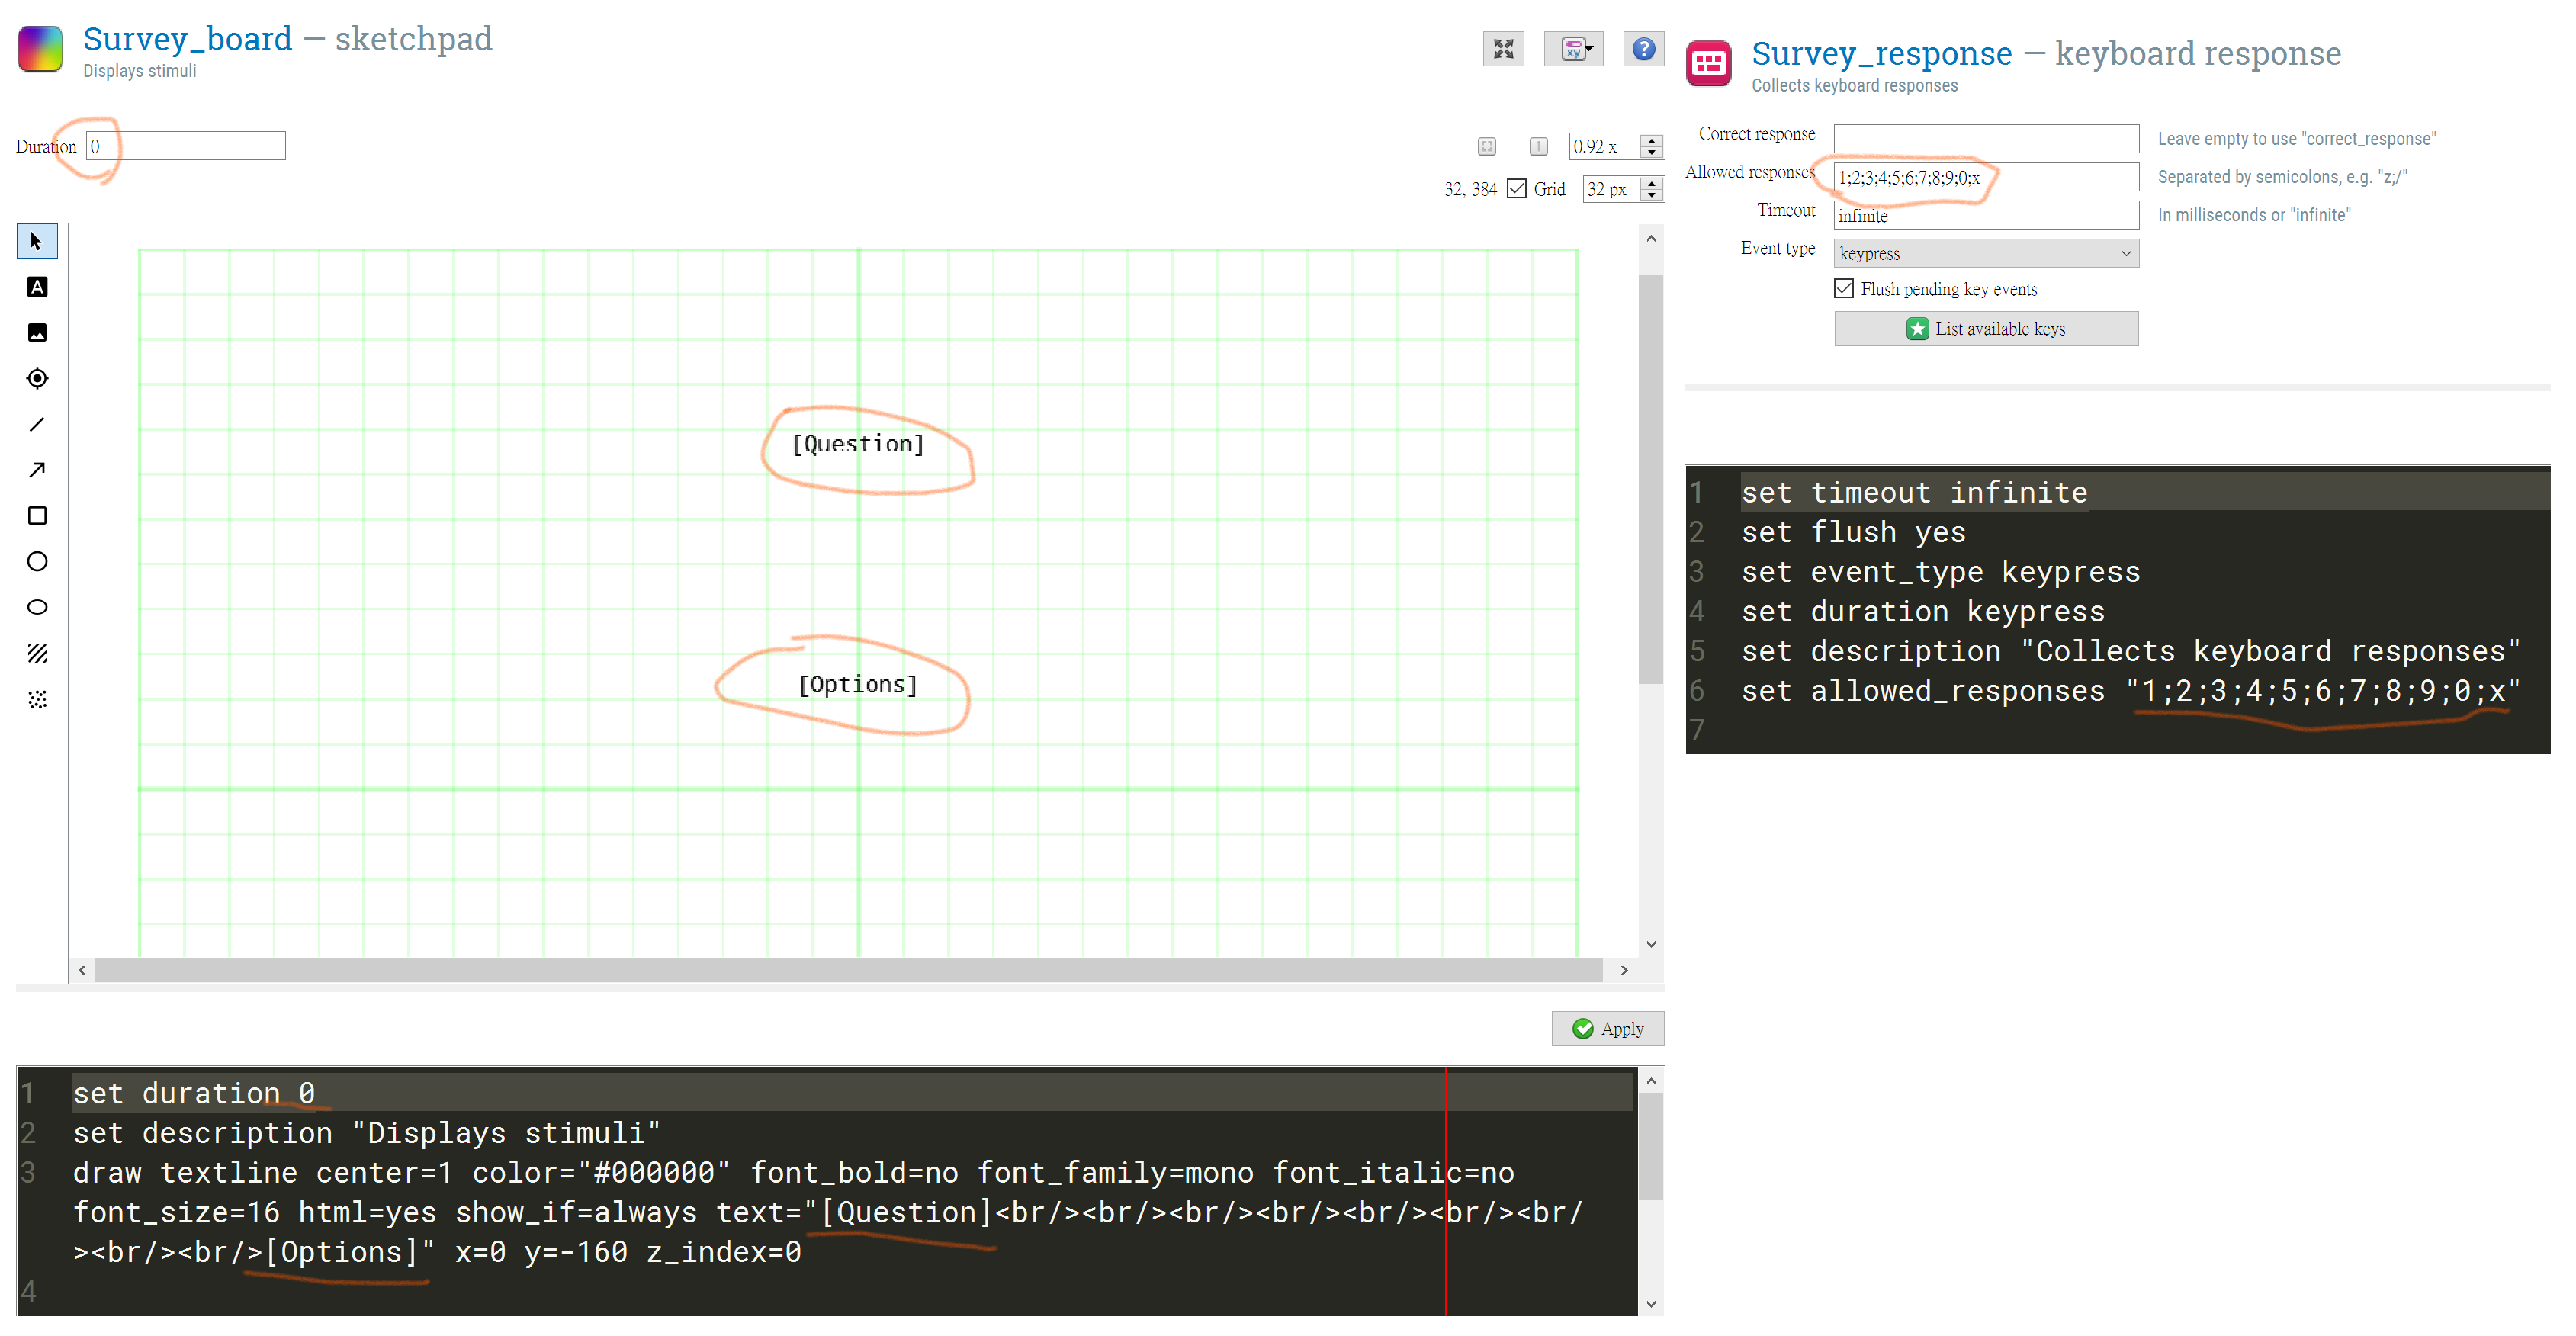 Survey_board — sketchpad
Displays stimuli
Duration 0
0.92 x
32,-384 Grid 32 px
[Question]
[Options]
Apply
1 set duration 0
2 set description "Displays stimuli"
3 draw textline center=1 color="#000000" font_bold=no font_family=mono font_italic=no
font_size=16 html=yes show_if=always text="[Question]<br/><br/><br/><br/><br/><br/><br/
><br/><br/>[Options]" x=0 y=-160 z_index=0
4
Survey_response — keyboard response
Collects keyboard responses
Correct response Leave empty to use "correct_response"
Allowed responses 1;2;3;4;5;6;7;8;9;0;x Separated by semicolons, e.g. "z;/"
Timeout infinite In milliseconds or "infinite"
Event type keypress
Flush pending key events
List available keys
1 set timeout infinite
2 set flush yes
3 set event_type keypress
4 set duration keypress
5 set description "Collects keyboard responses"
6 set allowed_responses "1;2;3;4;5;6;7;8;9;0;x"
7